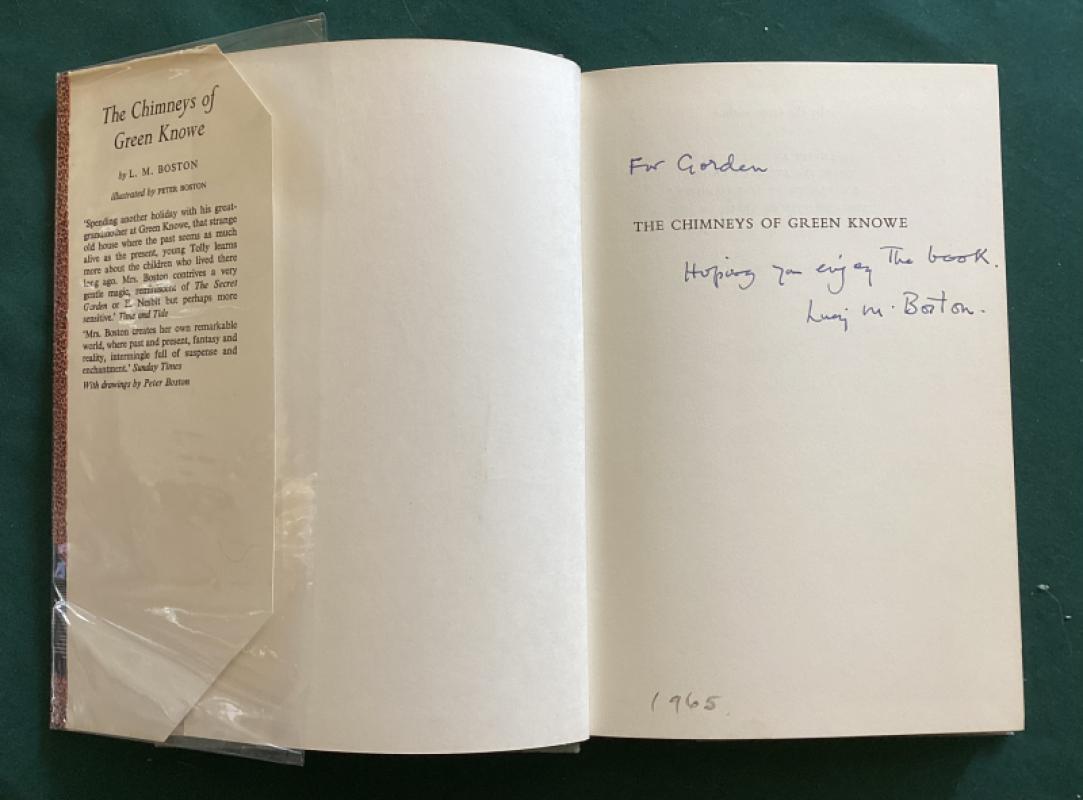 The Chimneys of
Green Knowe
by L. M. BOSTON
illustrated by PETER BOSTON
'Spending another holiday with his great-
grandmother at Green Knowe, that strange
old house where the past seems as much
alive as the present, young Tolly learns
more about the children who lived there
long ago. Mrs. Boston contrives a very
gentle magic, reminiscent of The Secret
Garden or E. Nesbit but perhaps more
sensitive.' Time and Tide
'Mrs. Boston creates her own remarkable
world, where past and present, fantasy and
reality, intermingle full of suspense and
enchantment.' Sunday Times
With drawings by Peter Boston
For Gorden
THE CHIMNEYS OF GREEN KNOWE
Hoping you enjoy The book.
Lucy M. Boston.
1965.